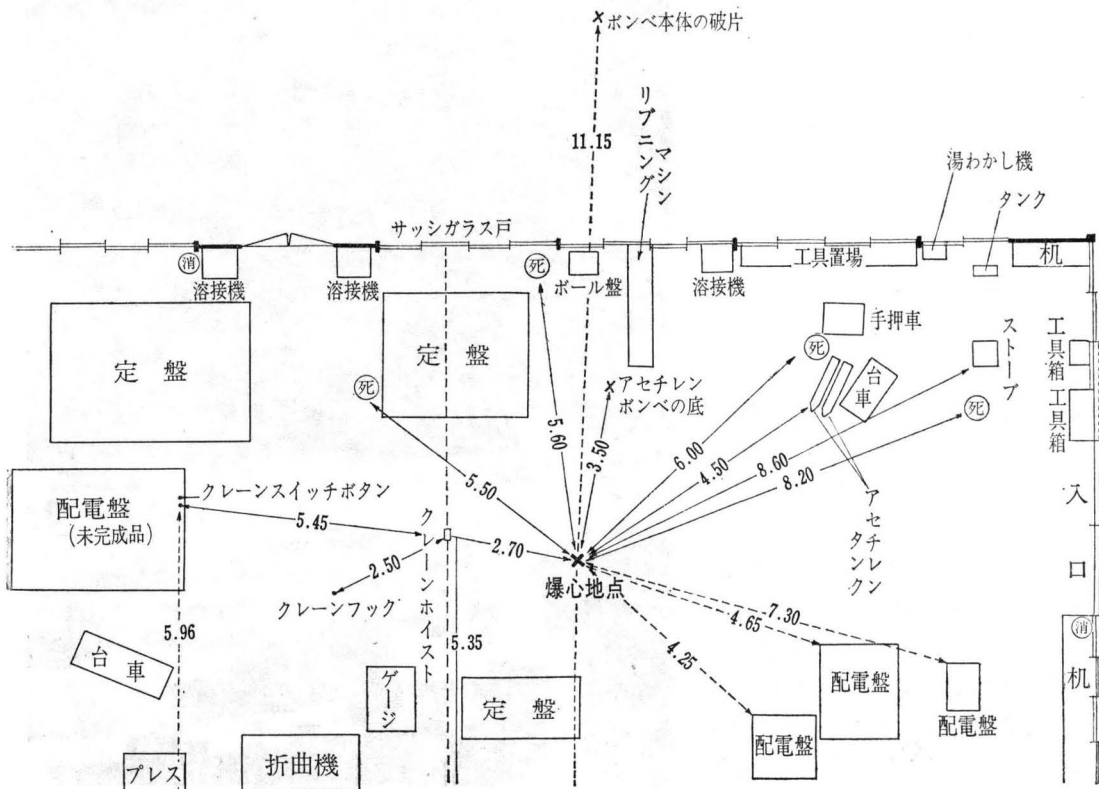 ボンベ本体の破片
リブニング
マシン
11.15
湯わかし機
タンク
サッシガラス戸
消
溶接機
溶接機
死
ボール盤
溶接機
工具置場
机
定 盤
定 盤
手押車
死
台車
ストーブ
工具箱
工具箱
死
アセチレン
ボンベの底
死
5.60
3.50
6.00
4.50
8.60
8.20
5.50
アセチレン
タンク
入口
配電盤
(未完成品)
クレーンスイッチボタン
5.45
クレーンホイスト
2.70
2.50
クレーンフック
爆心地点
7.30
4.65
4.25
5.96
5.35
台車
ゲージ
定 盤
配電盤
配電盤
配電盤
消
机
プレス
折曲機